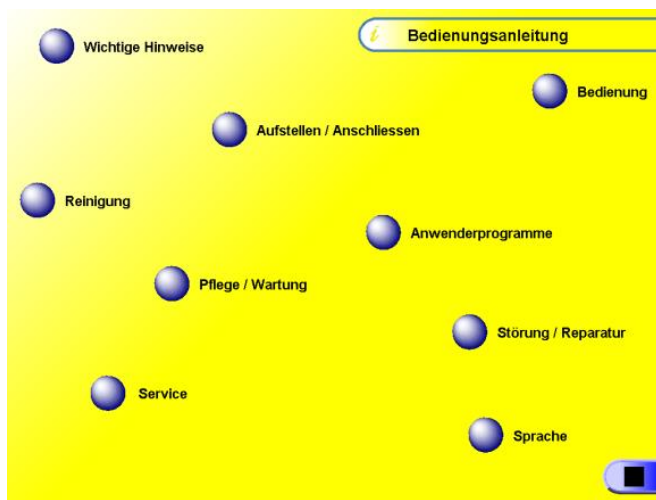 Bedienungsanleitung
Wichtige Hinweise
Bedienung
Aufstellen / Anschliessen
Reinigung
Anwenderprogramme
Pflege / Wartung
Störung / Reparatur
Service
Sprache